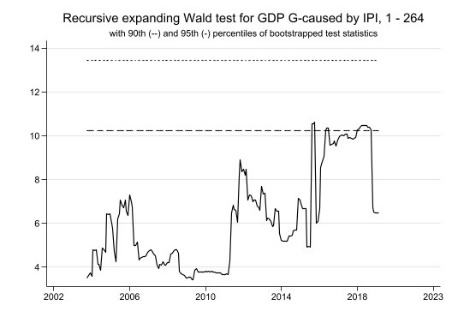 Recursive expanding Wald test for GDP G-caused by IPI, 1 - 264
with 90th (--) and 95th (-) percentiles of bootstrapped test statistics
14
12
10
8
6
4
2002 2006 2010 2014 2018 2023